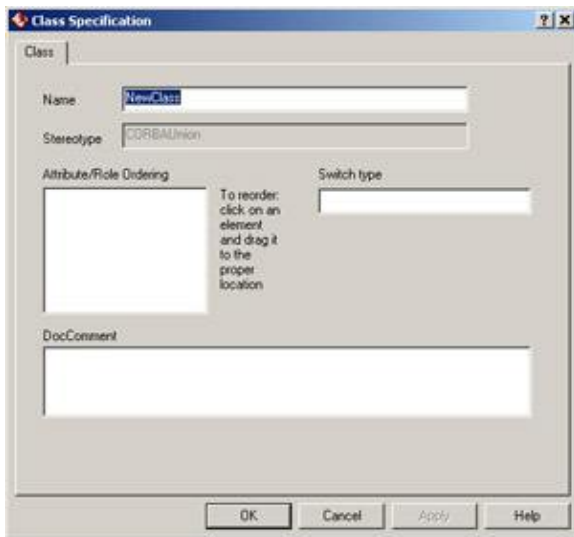 Class Specification
Class
Name
NewClass
Stereotype
CORBAUnion
Attribute/Role Ordering
Switch type
To reorder:
click on an
element
and drag it
to the
proper
location
DocComment
OK
Cancel
Apply
Help